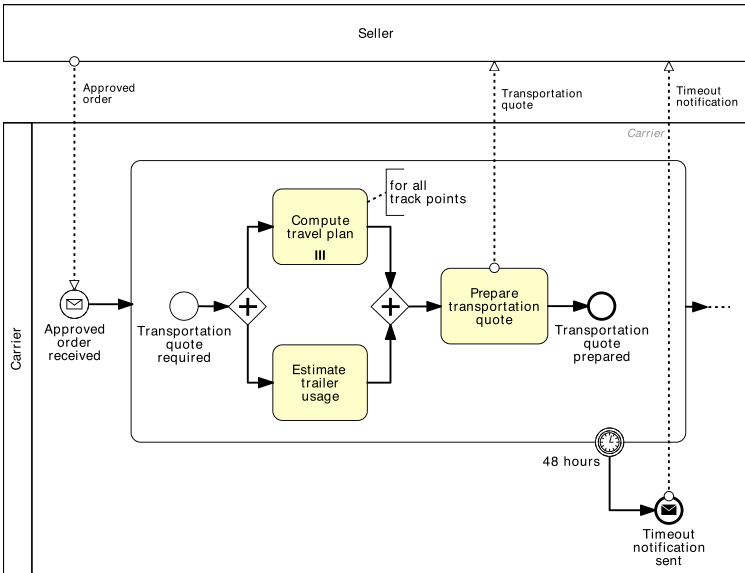 Seller
Approved
order
Transportation
quote
Timeout
notification
Carrier
Carrier
for all
track points
Compute
travel plan
Approved
order
received
Transportation
quote
required
Prepare
transportation
quote
Transportation
quote
prepared
Estimate
trailer
usage
48 hours
Timeout
notification
sent